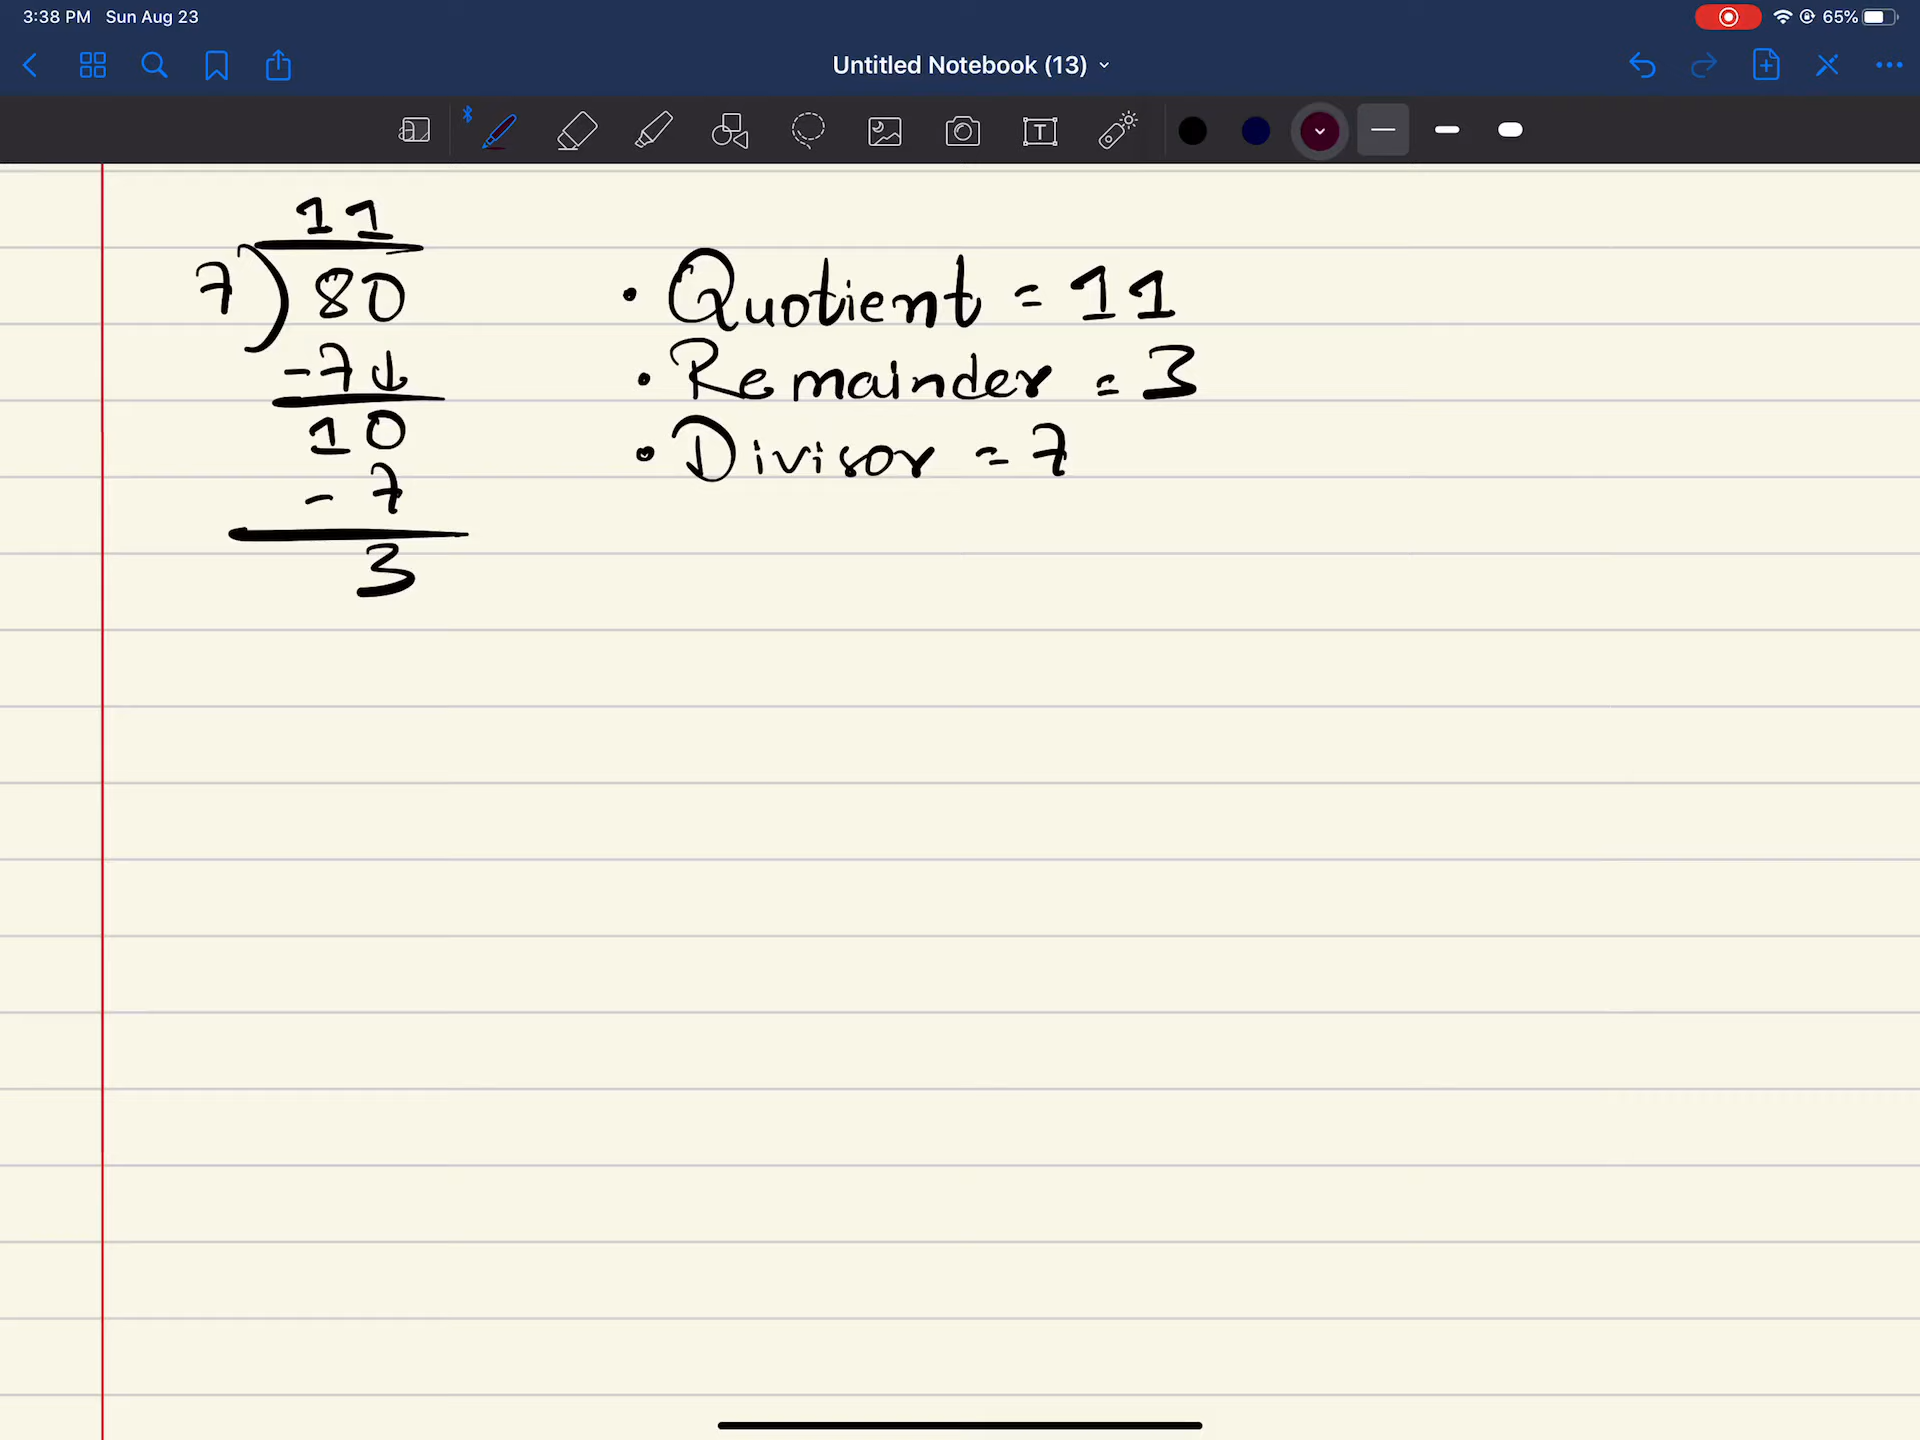 3:38 PM Sun Aug 23
65%
Untitled Notebook (13)
T
11
7)80
-7↓
10
- 7
3
• Quotient = 11
• Remainder = 3
• Divisor = 7